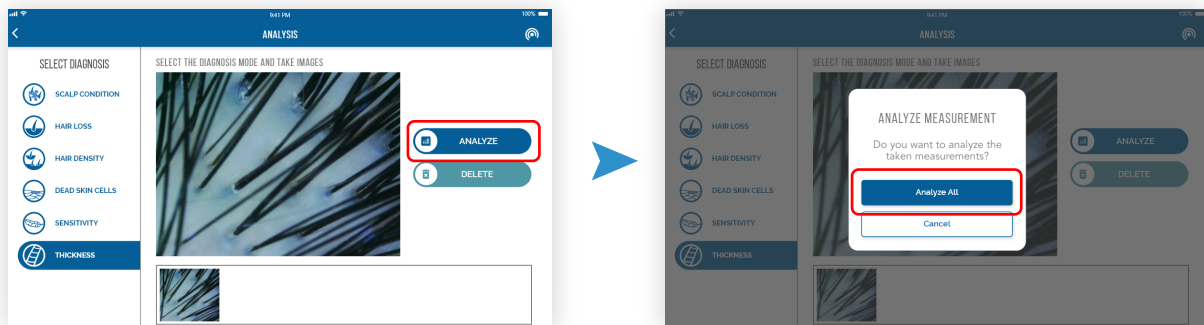 9:41 PM
100%
ANALYSIS
SELECT DIAGNOSIS
SCALP CONDITION
HAIR LOSS
HAIR DENSITY
DEAD SKIN CELLS
SENSITIVITY
THICKNESS
SELECT THE DIAGNOSIS MODE AND TAKE IMAGES
ANALYZE
DELETE
9:41 PM
100%
ANALYSIS
SELECT DIAGNOSIS
SCALP CONDITION
HAIR LOSS
HAIR DENSITY
DEAD SKIN CELLS
SENSITIVITY
THICKNESS
SELECT THE DIAGNOSIS MODE AND TAKE IMAGES
ANALYZE MEASUREMENT
Do you want to analyze the
taken measurements?
Analyze All
Cancel
ANALYZE
DELETE